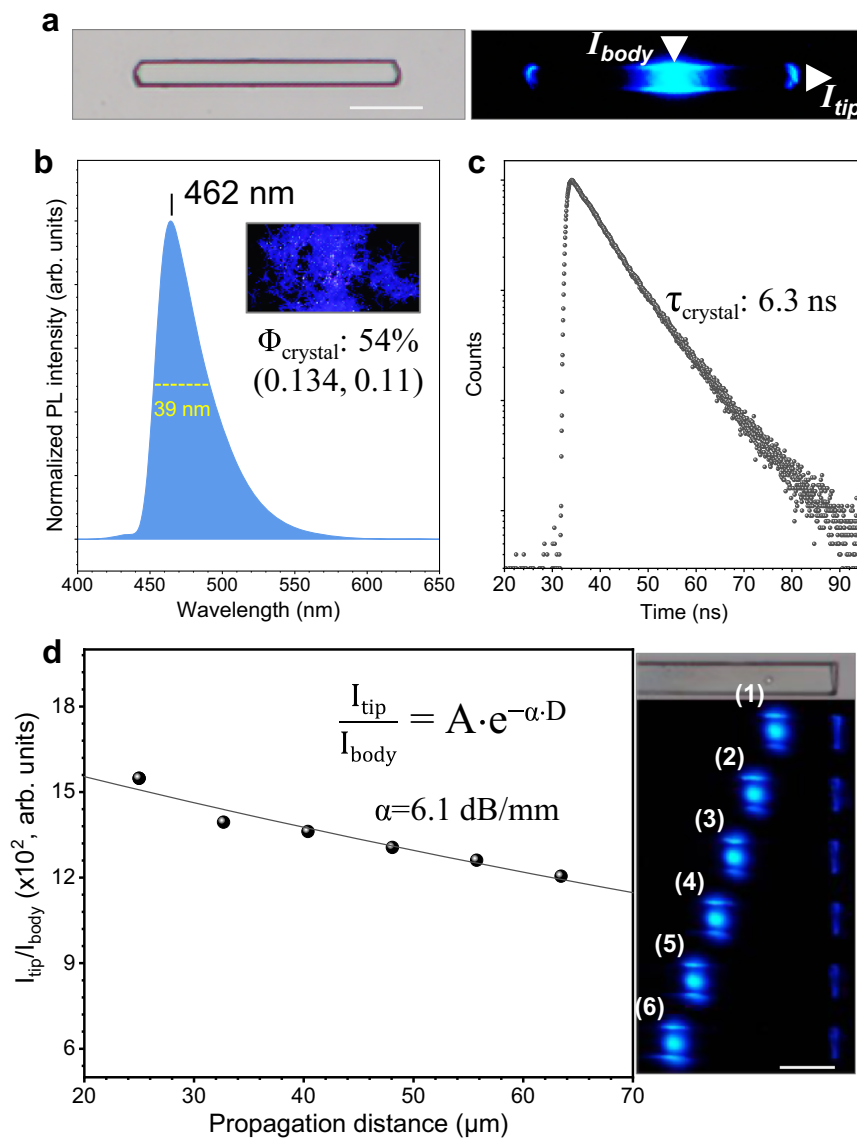 a
I_body
I_tip
b
462 nm
Φ_crystal: 54%
(0.134, 0.11)
39 nm
Normalized PL intensity (arb. units)
400 450 500 550 600 650
Wavelength (nm)
c
τ_crystal: 6.3 ns
Counts
20 30 40 50 60 70 80 90
Time (ns)
d
I_tip/I_body = A·e^{-α·D}
α=6.1 dB/mm
I_tip/I_body (x10², arb. units)
18
15
12
9
6
20 30 40 50 60 70
Propagation distance (μm)
(1)
(2)
(3)
(4)
(5)
(6)